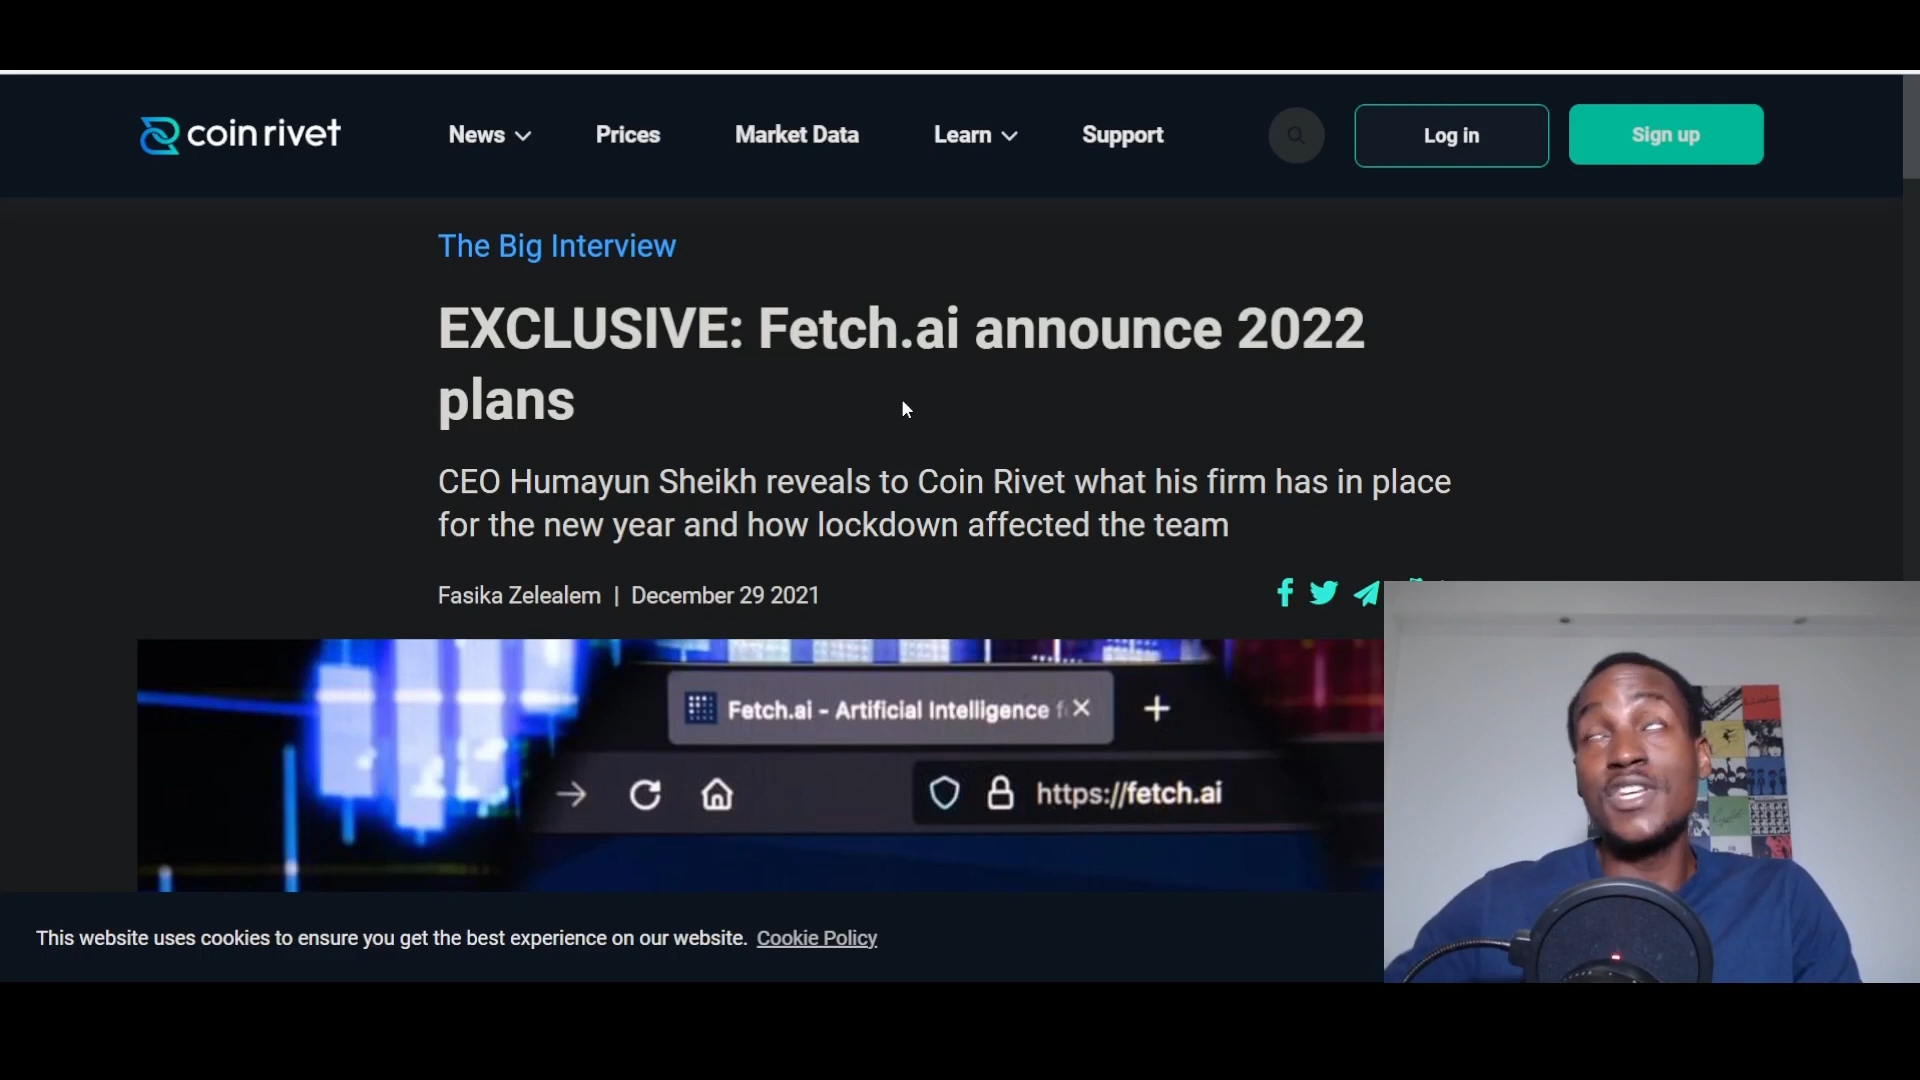 coinrivet
News
Prices
Market Data
Learn
Support
Log in
Sign up
The Big Interview
EXCLUSIVE: Fetch.ai announce 2022
plans
CEO Humayun Sheikh reveals to Coin Rivet what his firm has in place
for the new year and how lockdown affected the team
Fasika Zelealem | December 29 2021
Fetch.ai - Artificial Intelligence
https://fetch.ai
This website uses cookies to ensure you get the best experience on our website. Cookie Policy